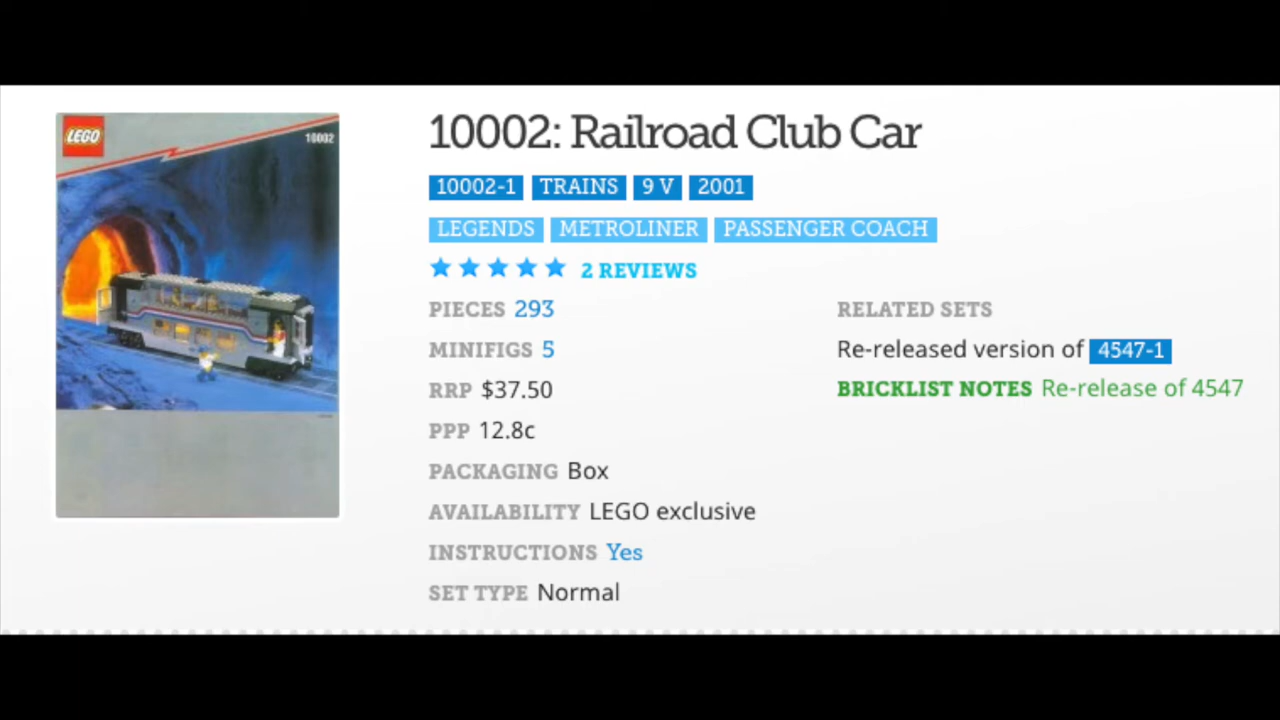 LEGO
10002
10002: Railroad Club Car
10002-1 TRAINS 9 V 2001
LEGENDS METROLINER PASSENGER COACH
2 REVIEWS
PIECES 293
MINIFIGS 5
RRP $37.50
PPP 12.8c
PACKAGING Box
AVAILABILITY LEGO exclusive
INSTRUCTIONS Yes
SET TYPE Normal
RELATED SETS
Re-released version of 4547-1
BRICKLIST NOTES Re-release of 4547